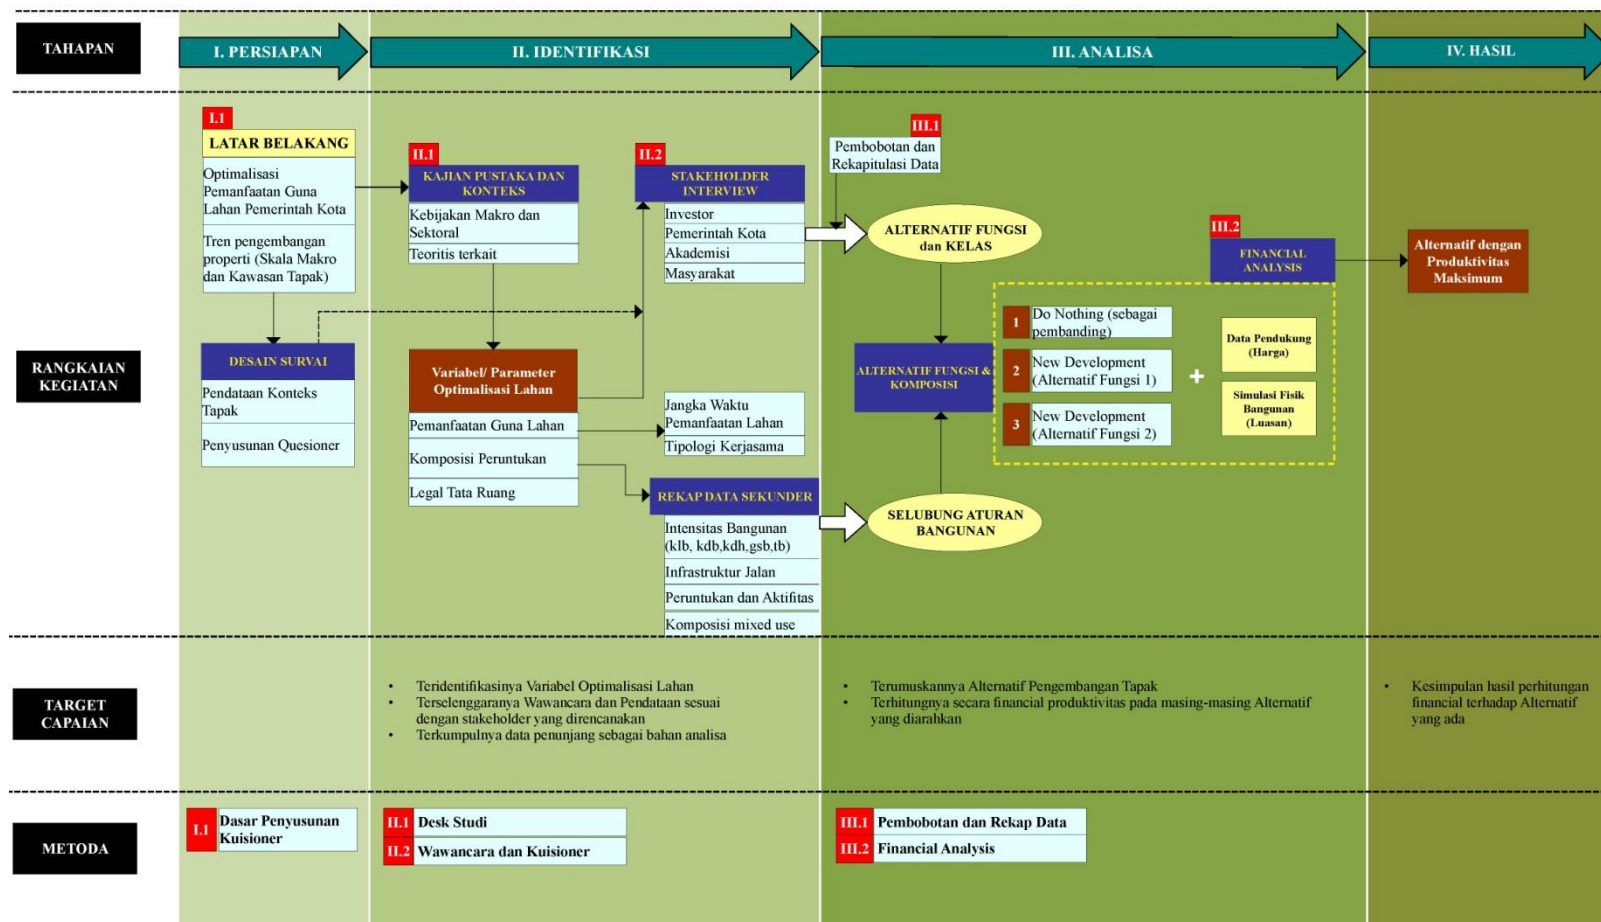 TAHAPAN
I. PERSIAPAN
II. IDENTIFIKASI
III. ANALISA
IV. HASIL
RANGKAIAN
KEGIATAN
I.1
LATAR BELAKANG
Optimalisasi
Pemanfaatan Guna
Lahan Pemerintah Kota
Tren pengembangan
properti (Skala Makro
dan Kawasan Tapak)
DESAIN SURVAI
Pendataan Konteks
Tapak
Penyusunan Quesioner
II.1
KAJIAN PUSTAKA DAN
KONTEKS
Kebijakan Makro dan
Sektoral
Teoritis terkait
Variabel/ Parameter
Optimalisasi Lahan
Pemanfaatan Guna Lahan
Komposisi Peruntukan
Legal Tata Ruang
II.2
STAKEHOLDER
INTERVIEW
Investor
Pemerintah Kota
Akademisi
Masyarakat
Jangka Waktu
Pemanfaatan Lahan
Tipologi Kerjasama
REKAP DATA SEKUNDER
Intensitas Bangunan
(klb, kdb,kdh,gsb,tb)
Infrastruktur Jalan
Peruntukan dan Aktifitas
Komposisi mixed use
III.1
Pembobotan dan
Rekapitulasi Data
ALTERNATIF FUNGSI
dan KELAS
ALTERNATIF FUNGSI &
KOMPOSISI
SELUBUNG ATURAN
BANGUNAN
III.2
FINANCIAL
ANALYSIS
1
Do Nothing (sebagai
pembanding)
2
New Development
(Alternatif Fungsi 1)
3
New Development
(Alternatif Fungsi 2)
+
Data Pendukung
(Harga)
Simulasi Fisik
Bangunan
(Luasan)
Alternatif dengan
Produktivitas
Maksimum
TARGET
CAPAIAN
• Teridentifikasinya Variabel Optimalisasi Lahan
• Terselenggaranya Wawancara dan Pendataan sesuai
dengan stakeholder yang direncanakan
• Terkumpulnya data penunjang sebagai bahan analisa
• Terumuskannya Alternatif Pengembangan Tapak
• Terhitungnya secara financial produktivitas pada masing-masing Alternatif
yang diarahkan
• Kesimpulan hasil perhitungan
financial terhadap Alternatif
yang ada
METODA
I.1 Dasar Penyusunan
Kuisioner
II.1 Desk Studi
II.2 Wawancara dan Kuisioner
III.1 Pembobotan dan Rekap Data
III.2 Financial Analysis